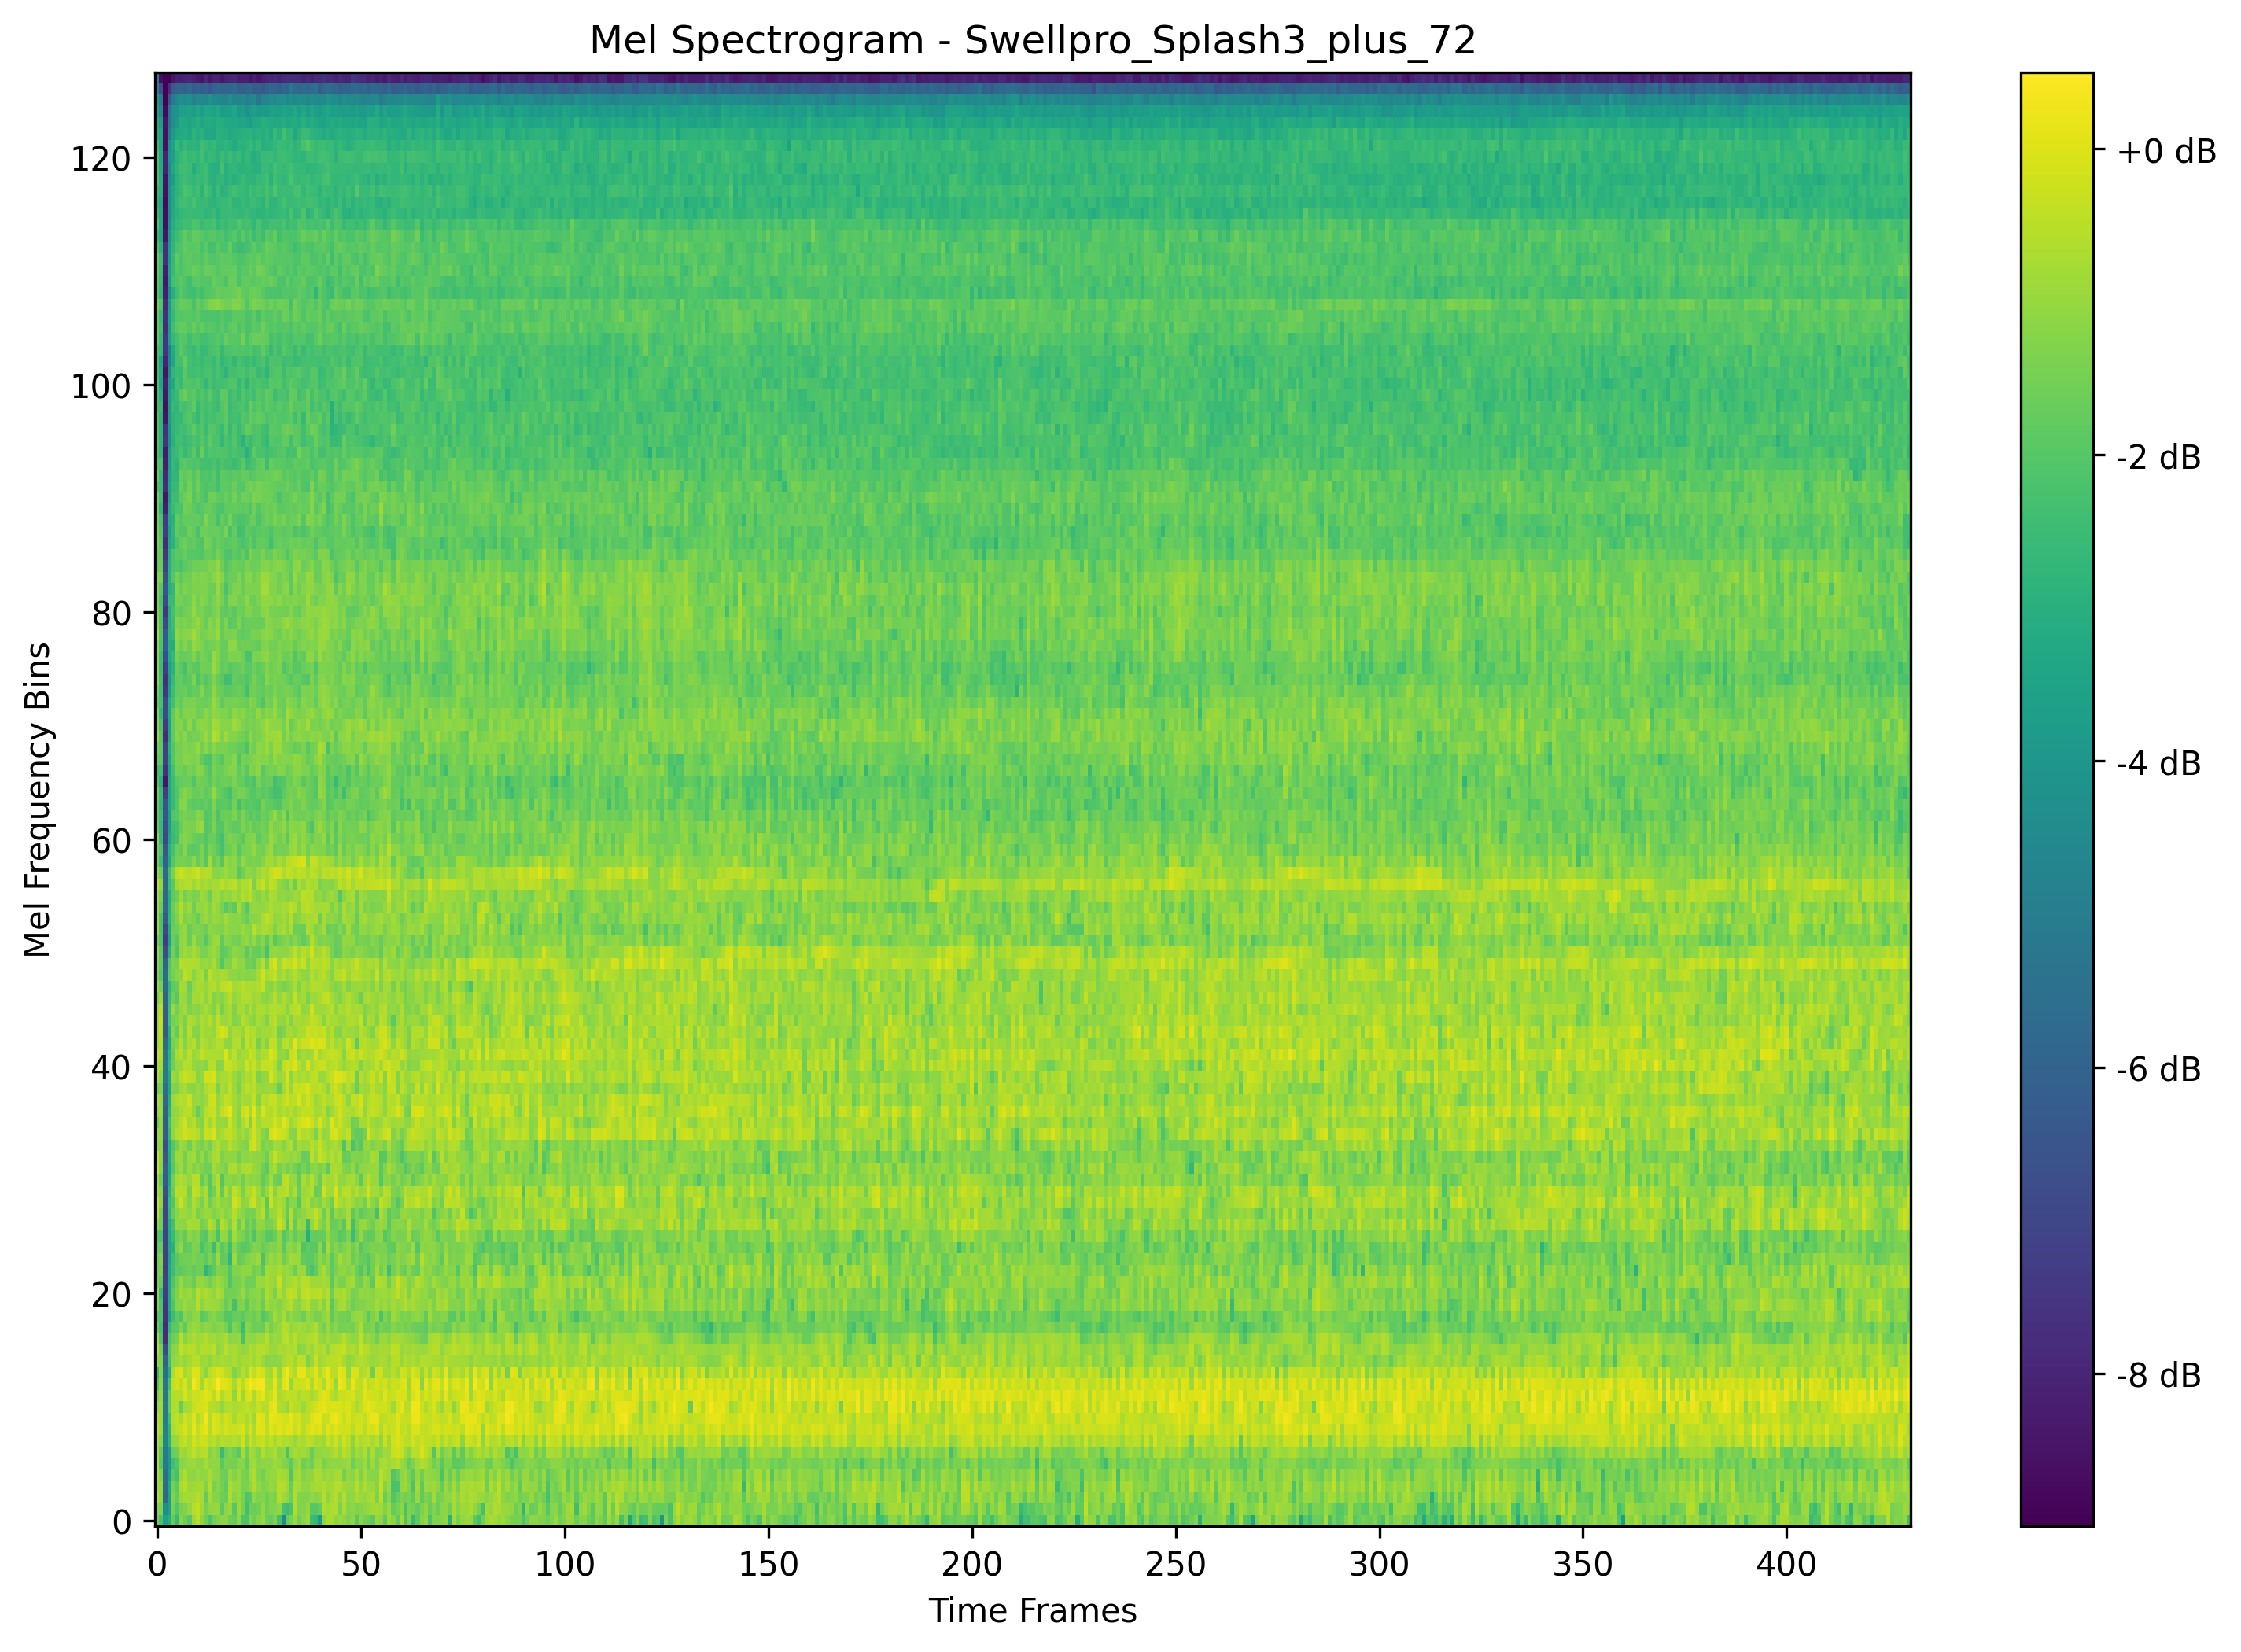 Mel Spectrogram - Swellpro_Splash3_plus_72
Mel Frequency Bins
120
100
80
60
40
20
0
0 50 100 150 200 250 300 350 400
Time Frames
+0 dB
-2 dB
-4 dB
-6 dB
-8 dB